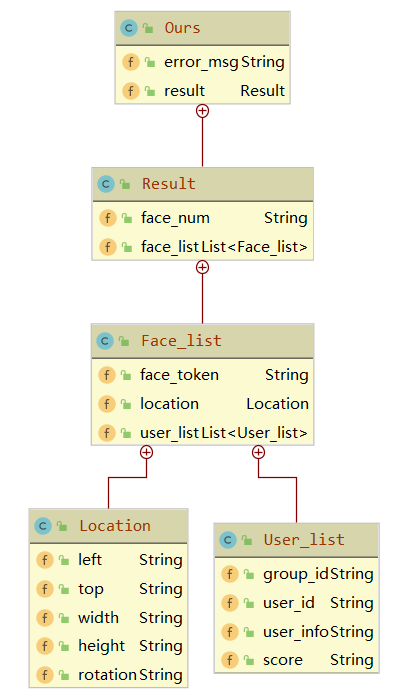 C Ours
f error_msg String
f result Result
C Result
f face_num String
f face_list List<Face_list>
C Face_list
f face_token String
f location Location
f user_list List<User_list>
C Location
f left String
f top String
f width String
f height String
f rotation String
C User_list
f group_id String
f user_id String
f user_info String
f score String